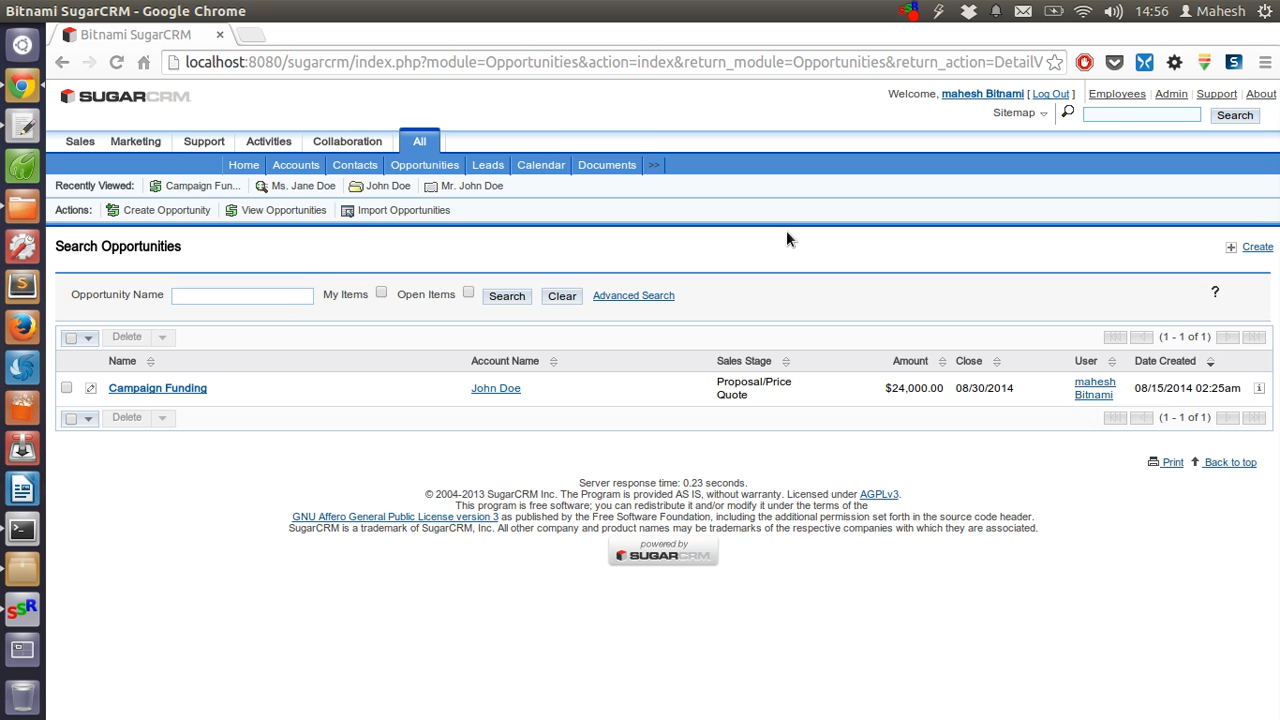 Bitnami SugarCRM - Google Chrome
14:56 Mahesh
Bitnami SugarCRM ×
localhost:8080/sugarcrm/index.php?module=Opportunities&action=index&return_module=Opportunities&return_action=DetailV
SUGARCRM
Welcome, mahesh Bitnami [ Log Out ] Employees | Admin | Support | About
Sitemap Search
Sales Marketing Support Activities Collaboration All
Home Accounts Contacts Opportunities Leads Calendar Documents >>
Recently Viewed: Campaign Fun... Ms. Jane Doe John Doe Mr. John Doe
Actions: Create Opportunity View Opportunities Import Opportunities
Search Opportunities Create
Opportunity Name My Items Open Items Search Clear Advanced Search ?
Delete (1 - 1 of 1)
Name Account Name Sales Stage Amount Close User Date Created
Campaign Funding John Doe Proposal/Price Quote $24,000.00 08/30/2014 mahesh Bitnami 08/15/2014 02:25am
Delete (1 - 1 of 1)
Print Back to top
Server response time: 0.23 seconds.
© 2004-2013 SugarCRM Inc. The Program is provided AS IS, without warranty. Licensed under AGPLv3.
This program is free software; you can redistribute it and/or modify it under the terms of the
GNU Affero General Public License version 3 as published by the Free Software Foundation, including the additional permission set forth in the source code header.
SugarCRM is a trademark of SugarCRM, Inc. All other company and product names may be trademarks of the respective companies with which they are associated.
powered by
SUGARCRM